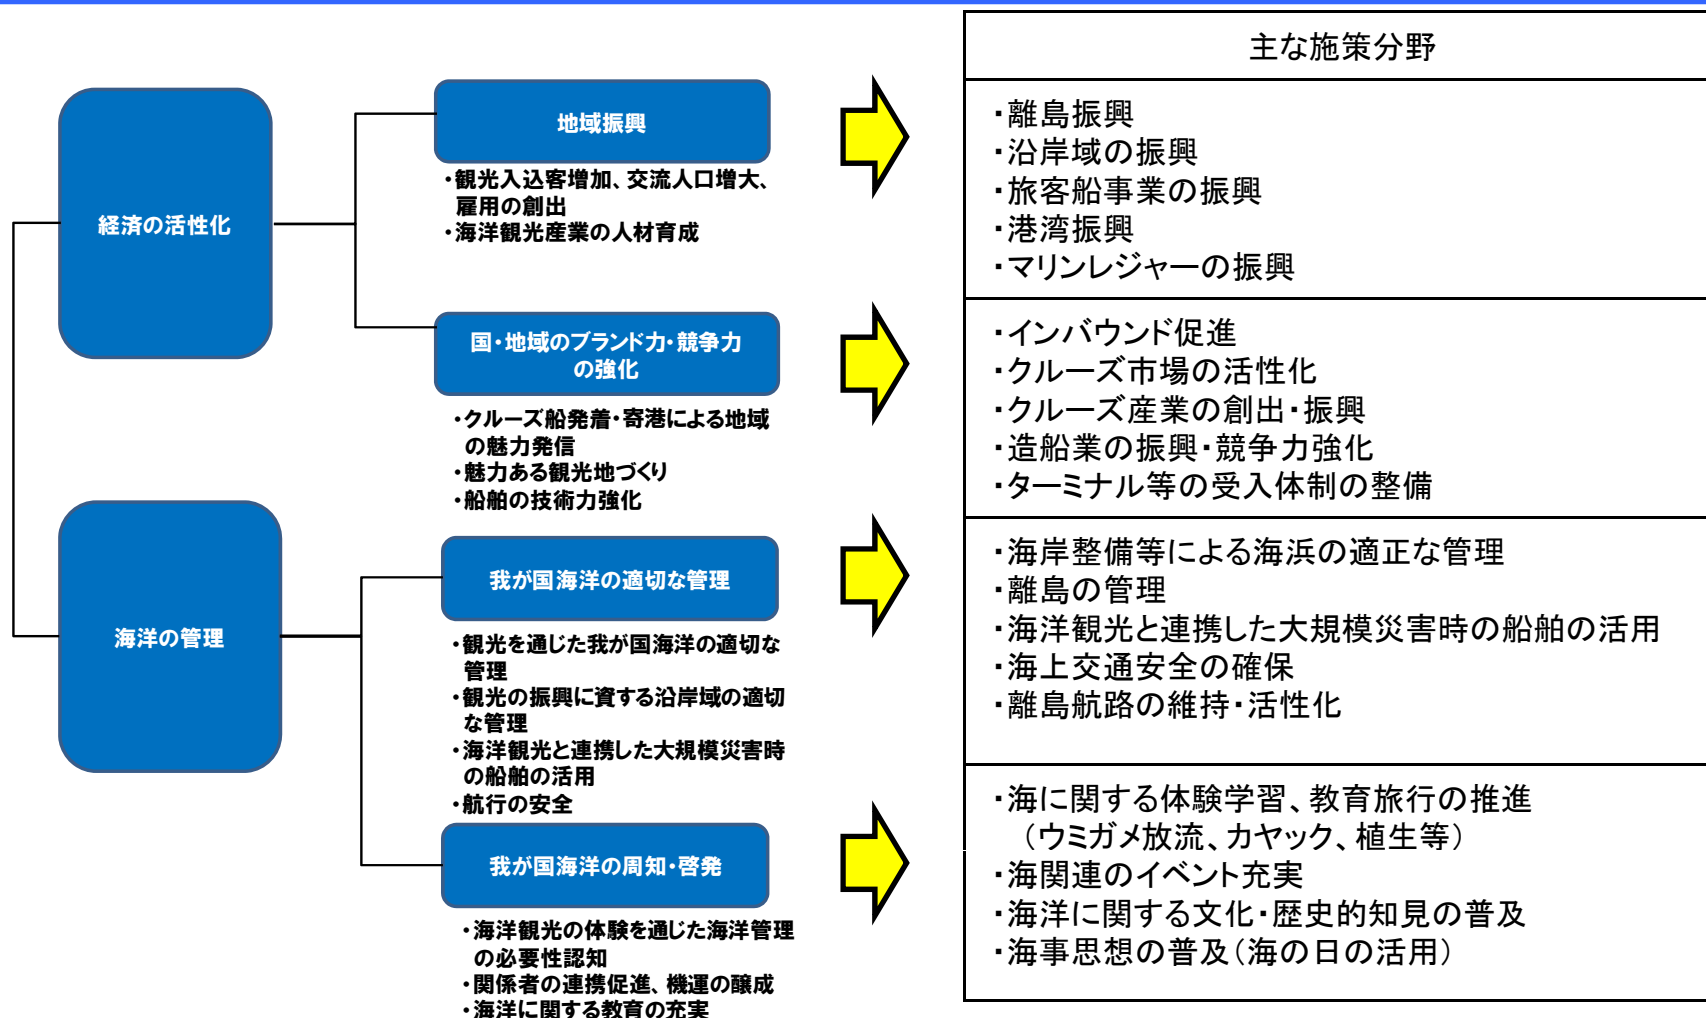 主な施策分野
経済の活性化
地域振興
・観光入込客増加、交流人口増大、
雇用の創出
・海洋観光産業の人材育成
・離島振興
・沿岸域の振興
・旅客船事業の振興
・港湾振興
・マリンレジャーの振興
国・地域のブランド力・競争力
の強化
・クルーズ船発着・寄港による地域
の魅力発信
・魅力ある観光地づくり
・船舶の技術力強化
・インバウンド促進
・クルーズ市場の活性化
・クルーズ産業の創出・振興
・造船業の振興・競争力強化
・ターミナル等の受入体制の整備
海洋の管理
我が国海洋の適切な管理
・観光を通じた我が国海洋の適切な
管理
・観光の振興に資する沿岸域の適切
な管理
・海洋観光と連携した大規模災害時
の船舶の活用
・航行の安全
・海岸整備等による海浜の適正な管理
・離島の管理
・海洋観光と連携した大規模災害時の船舶の活用
・海上交通安全の確保
・離島航路の維持・活性化
我が国海洋の周知・啓発
・海洋観光の体験を通じた海洋管理
の必要性認知
・関係者の連携促進、機運の醸成
・海洋に関する教育の充実
・海に関する体験学習、教育旅行の推進
（ウミガメ放流、カヤック、植生等）
・海関連のイベント充実
・海洋に関する文化・歴史的知見の普及
・海事思想の普及（海の日の活用）